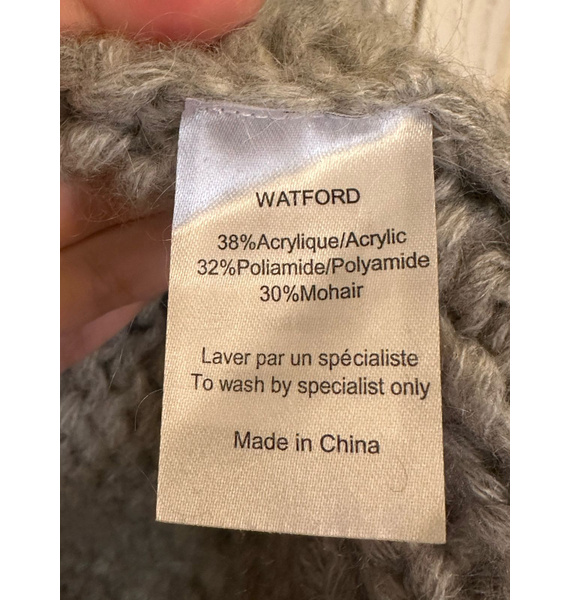 WATFORD
38%Acrylique/Acrylic
32%Poliamide/Polyamide
30%Mohair
Laver par un spécialiste
To wash by specialist only
Made in China